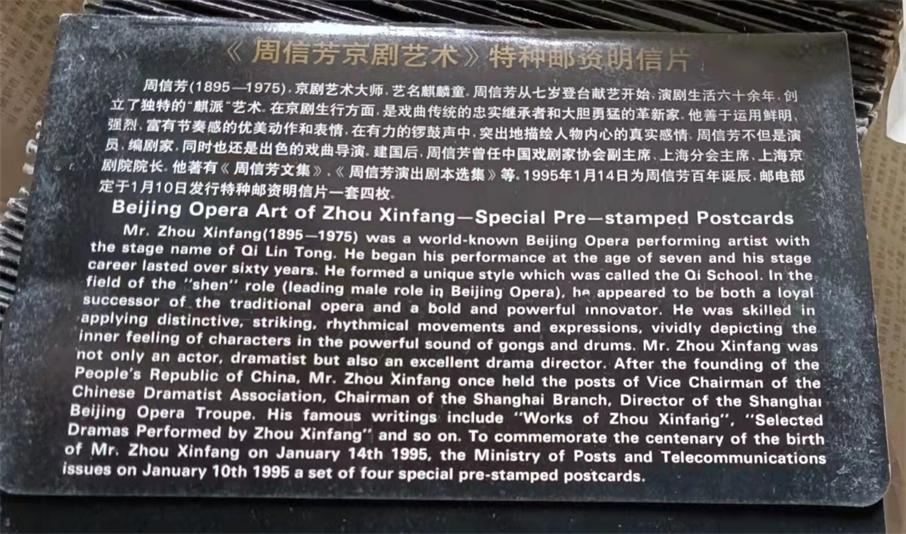 《周信芳京剧艺术》特种邮资明信片
周信芳(1895—1975),京剧艺术大师,艺名麒麟童。周信芳从七岁登台献艺开始,演剧生活六十余年,创
立了独特的“麒派”艺术。在京剧生行方面,是戏曲传统的忠实继承者和大胆勇猛的革新家。他善于运用鲜明、
强烈、富有节奏感的优美动作和表情,在有力的锣鼓声中,突出地描绘人物内心的真实感情。周信芳不但是演
员、编剧家,同时也还是出色的戏曲导演。建国后,周信芳曾任中国戏剧家协会副主席、上海分会主席、上海京
剧院院长。他著有《周信芳文集》、《周信芳演出剧本选集》等。1995年1月14日为周信芳百年诞辰,邮电部
定于1月10日发行特种邮资明信片一套四枚。
Beijing Opera Art of Zhou Xinfang—Special Pre—stamped Postcards
Mr. Zhou Xinfang(1895—1975) was a world-known Beijing Opera performing artist with
the stage name of Qi Lin Tong. He began his performance at the age of seven and his stage
career lasted over sixty years. He formed a unique style which was called the Qi School. In the
field of the "shen" role (leading male role in Beijing Opera), he appeared to be both a loyal
successor of the traditional opera and a bold and powerful innovator. He was skilled in
applying distinctive, striking, rhythmical movements and expressions, vividly depicting the
inner feeling of characters in the powerful sound of gongs and drums. Mr. Zhou Xinfang was
not only an actor, dramatist but also an excellent drama director. After the founding of the
People's Republic of China, Mr. Zhou Xinfang once held the posts of Vice Chairman of the
Chinese Dramatist Association, Chairman of the Shanghai Branch, Director of the Shanghai
Beijing Opera Troupe. His famous writings include "Works of Zhou Xinfang", "Selected
Dramas Performed by Zhou Xinfang" and so on. To commemorate the centenary of the birth
of Mr. Zhou Xinfang on January 14th 1995, the Ministry of Posts and Telecommunications
issues on January 10th 1995 a set of four special pre-stamped postcards.